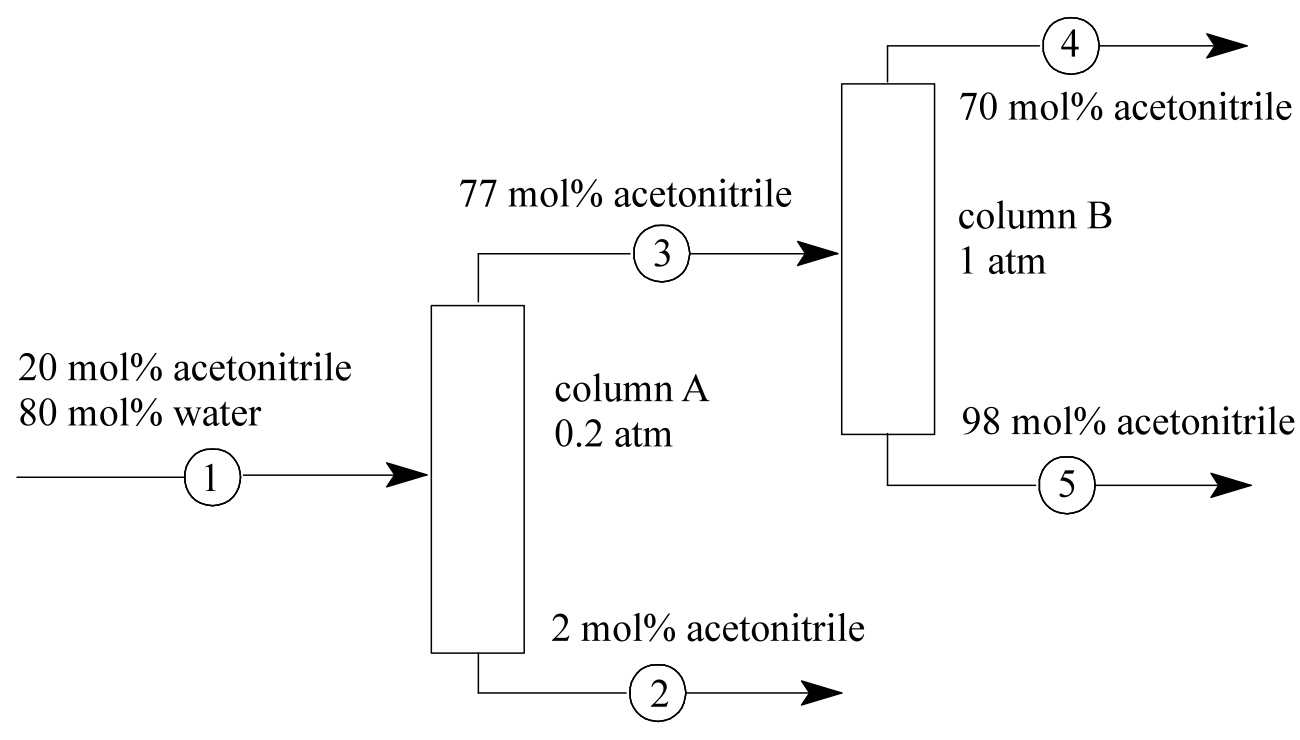 4
70 mol% acetonitrile
77 mol% acetonitrile
3
column B
1 atm
20 mol% acetonitrile
80 mol% water
1
column A
0.2 atm
98 mol% acetonitrile
5
2 mol% acetonitrile
2